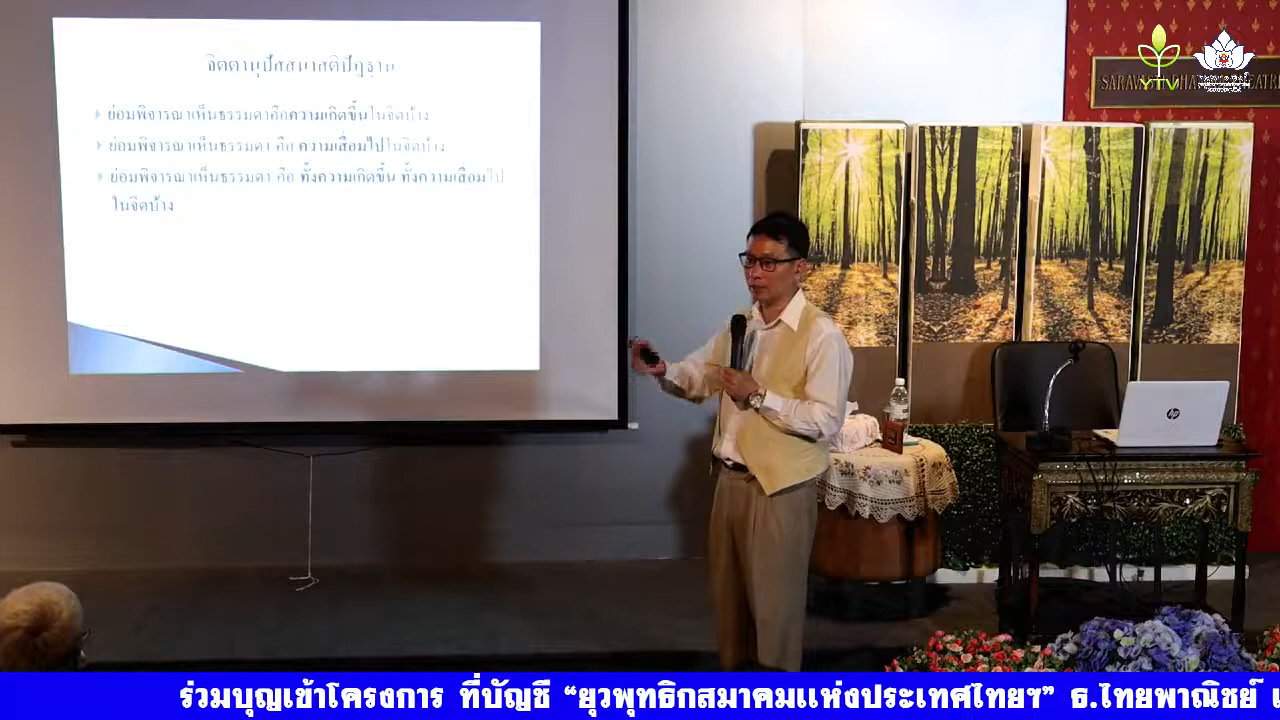 จิตตานุปัสสนาสติปัฏฐาน
ย่อมพิจารณาเห็นธรรมดาคือความเกิดขึ้นในจิตบ้าง
ย่อมพิจารณาเห็นธรรมดา คือ ความเสื่อมไปในจิตบ้าง
ย่อมพิจารณาเห็นธรรมดา คือ ทั้งความเกิดขึ้น ทั้งความเสื่อมไป
ในจิตบ้าง
YTV
hp
ร่วมบุญเข้าโครงการ ที่บัญชี “ยุวพุทธิกสมาคมแห่งประเทศไทยฯ” ธ.ไทยพาณิชย์